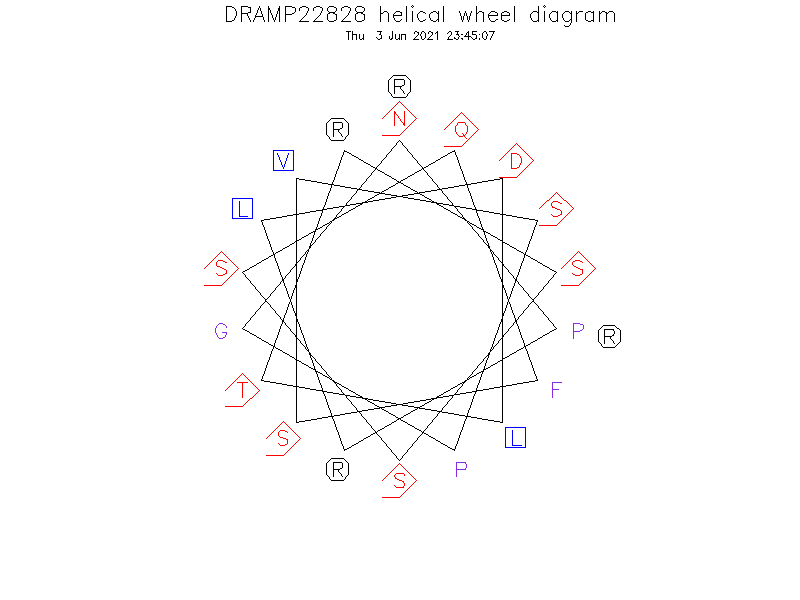 DRAMP22828 helical wheel diagram
Thu 3 Jun 2021 23:45:07
R
N
R Q
V D
L S
S S
G P R
T F
S L
R P
S